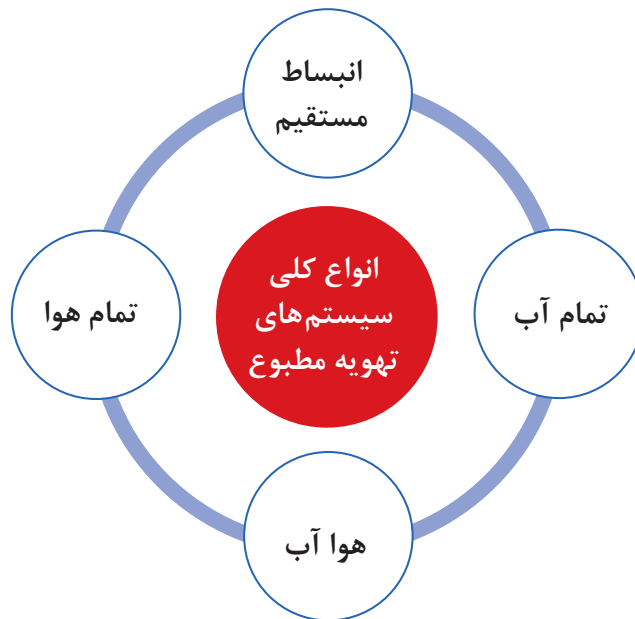 انبساط
مستقیم
انواع کلی
سیستم‌های
تهویه مطبوع
تمام آب
تمام هوا
هوا آب